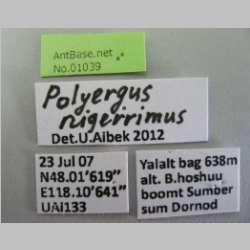 AntBase.net
No.01039
Polyergus
nigerrimus
Det.U.Aibek 2012
23 Jul 07
N48.01'619"
E118.10'641"
UAI133
Yalalt bag 638m
alt. B.hoshuu
boomt Sumber
sum Dornod